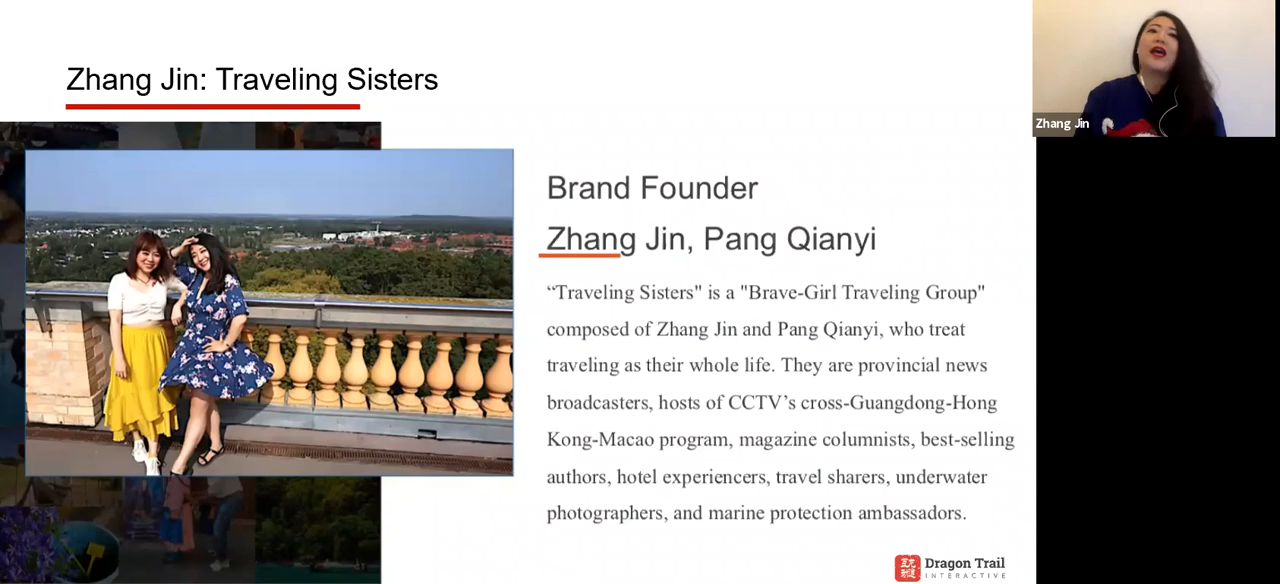 Zhang Jin: Traveling Sisters
Zhang Jin
Brand Founder
Zhang Jin, Pang Qianyi
“Traveling Sisters" is a "Brave-Girl Traveling Group"
composed of Zhang Jin and Pang Qianyi, who treat
traveling as their whole life. They are provincial news
broadcasters, hosts of CCTV’s cross-Guangdong-Hong
Kong-Macao program, magazine columnists, best-selling
authors, hotel experiencers, travel sharers, underwater
photographers, and marine protection ambassadors.
Dragon Trail
INTERACTIVE